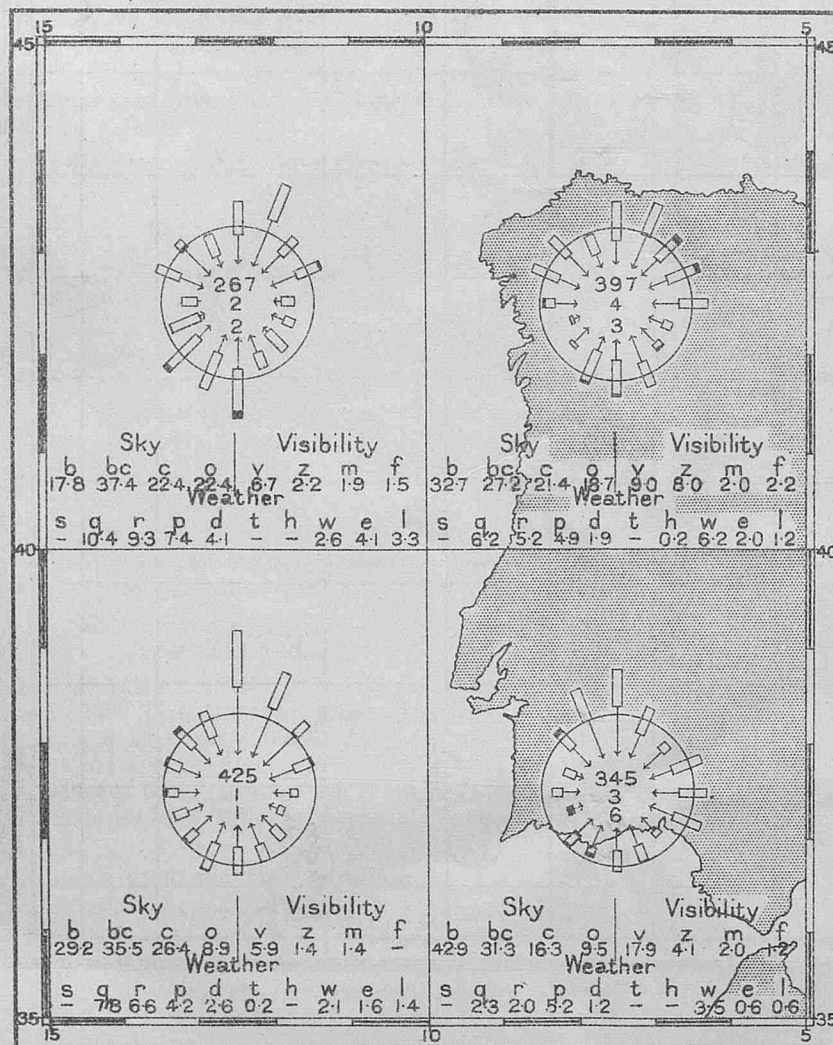 15 10 5
45 45
267
2
2
397
4
3
Sky Visibility
b bc c o v z m f
17·8 37·4 22·4 22·4 6·7 2·2 1·9 1·5
Weather
s q r p d t h w e l
– 10·4 9·3 7·4 4·1 – – 2·6 4·1 3·3
Sky Visibility
b bc c o v z m f
32·7 27·2 21·4 18·7 9·0 8·0 2·0 2·2
Weather
s q r p d t h w e l
– 6·2 5·2 4·9 1·9 – 0·2 6·2 2·0 1·2
40 40
425
1
1
345
3
6
Sky Visibility
b bc c o v z m f
29·2 35·5 26·4 8·9 5·9 1·4 1·4 –
Weather
s q r p d t h w e l
– 7·3 6·6 4·2 2·6 0·2 – 2·1 1·6 1·4
Sky Visibility
b bc c o v z m f
42·9 31·3 16·3 9·5 17·9 4·1 2·0 1·2
Weather
s q r p d t h w e l
– 2·3 2·0 5·2 1·2 – – 3·5 0·6 0·6
35 35
15 10 5